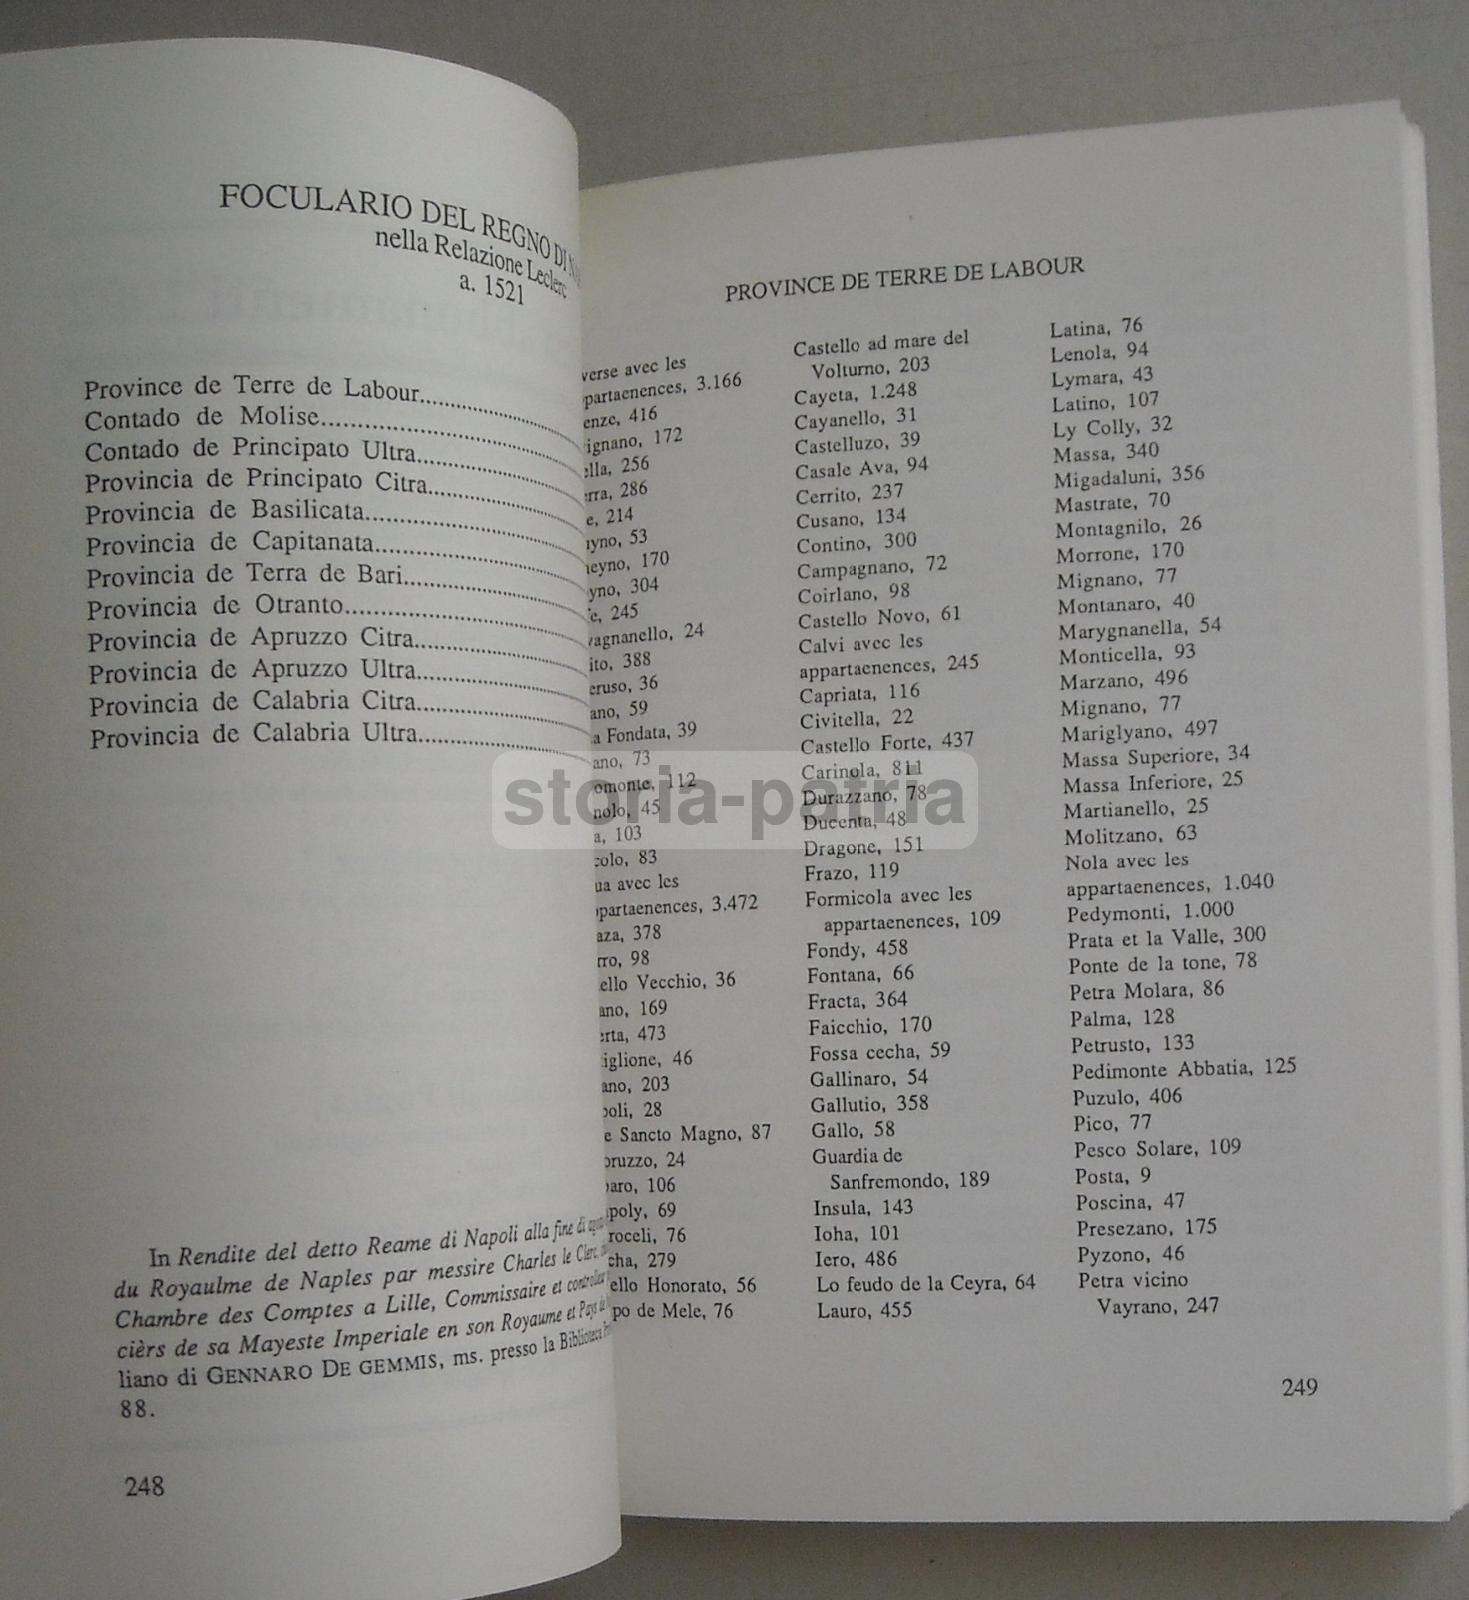 FOCULARIO DEL REGNO DI
nella Relazione Leclerc
a. 1521
Province de Terre de Labour
Contado de Molise
Contado de Principato Ultra
Provincia de Principato Citra
Provincia de Basilicata
Provincia de Capitanata
Provincia de Terra de Bari
Provincia de Otranto
Provincia de Apruzzo Citra
Provincia de Apruzzo Ultra
Provincia de Calabria Citra
Provincia de Calabria Ultra
In Rendite del detto Reame di Napoli alla fine di
du Royaulme de Naples par messire Charles le Clerc
Chambre des Comptes a Lille, Commissaire et
cièrs de sa Mayeste Imperiale en son Royaume et Pays de
liano di GENNARO DE GEMMIS, ms. presso la Biblioteca
88.
248
PROVINCE DE TERRE DE LABOUR
verse avec les
partaenences, 3.166
enze, 416
ignano, 172
ella, 256
erra, 286
e, 214
yno, 53
neyno, 170
yno, 304
e, 245
vagnanello, 24
ito, 388
eruso, 36
ano, 59
a Fondata, 39
ano, 73
omonte, 112
nolo, 45
a, 103
colo, 83
ua avec les
ppartaenences, 3.472
aza, 378
rro, 98
ello Vecchio, 36
ano, 169
erta, 473
iglione, 46
ano, 203
poli, 28
e Sancto Magno, 87
oruzzo, 24
paro, 106
ipoly, 69
roceli, 76
cha, 279
ello Honorato, 56
po de Mele, 76
Castello ad mare del
Volturno, 203
Cayeta, 1.248
Cayanello, 31
Castelluzo, 39
Casale Ava, 94
Cerrito, 237
Cusano, 134
Contino, 300
Campagnano, 72
Coirlano, 98
Castello Novo, 61
Calvi avec les
appartaenences, 245
Capriata, 116
Civitella, 22
Castello Forte, 437
Carinola, 811
Durazzano, 78
Ducenta, 48
Dragone, 151
Frazo, 119
Formicola avec les
appartaenences, 109
Fondy, 458
Fontana, 66
Fracta, 364
Faicchio, 170
Fossa cecha, 59
Gallinaro, 54
Gallutio, 358
Gallo, 58
Guardia de
Sanfremondo, 189
Insula, 143
Ioha, 101
Iero, 486
Lo feudo de la Ceyra, 64
Lauro, 455
Latina, 76
Lenola, 94
Lymara, 43
Latino, 107
Ly Colly, 32
Massa, 340
Migadaluni, 356
Mastrate, 70
Montagnilo, 26
Morrone, 170
Mignano, 77
Montanaro, 40
Marygnanella, 54
Monticella, 93
Marzano, 496
Mignano, 77
Mariglyano, 497
Massa Superiore, 34
Massa Inferiore, 25
Martianello, 25
Molitzano, 63
Nola avec les
appartaenences, 1.040
Pedymonti, 1.000
Prata et la Valle, 300
Ponte de la tone, 78
Petra Molara, 86
Palma, 128
Petrusto, 133
Pedimonte Abbatia, 125
Puzulo, 406
Pico, 77
Pesco Solare, 109
Posta, 9
Poscina, 47
Presezano, 175
Pyzono, 46
Petra vicino
Vayrano, 247
249
storia-patria